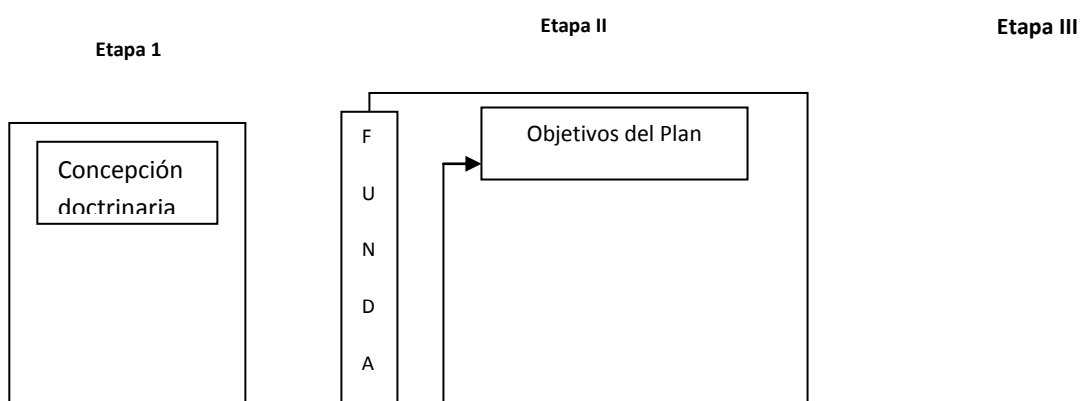 Etapa 1
Etapa II
Etapa III
Concepción
doctrinaria
F
U
N
D
A
Objetivos del Plan